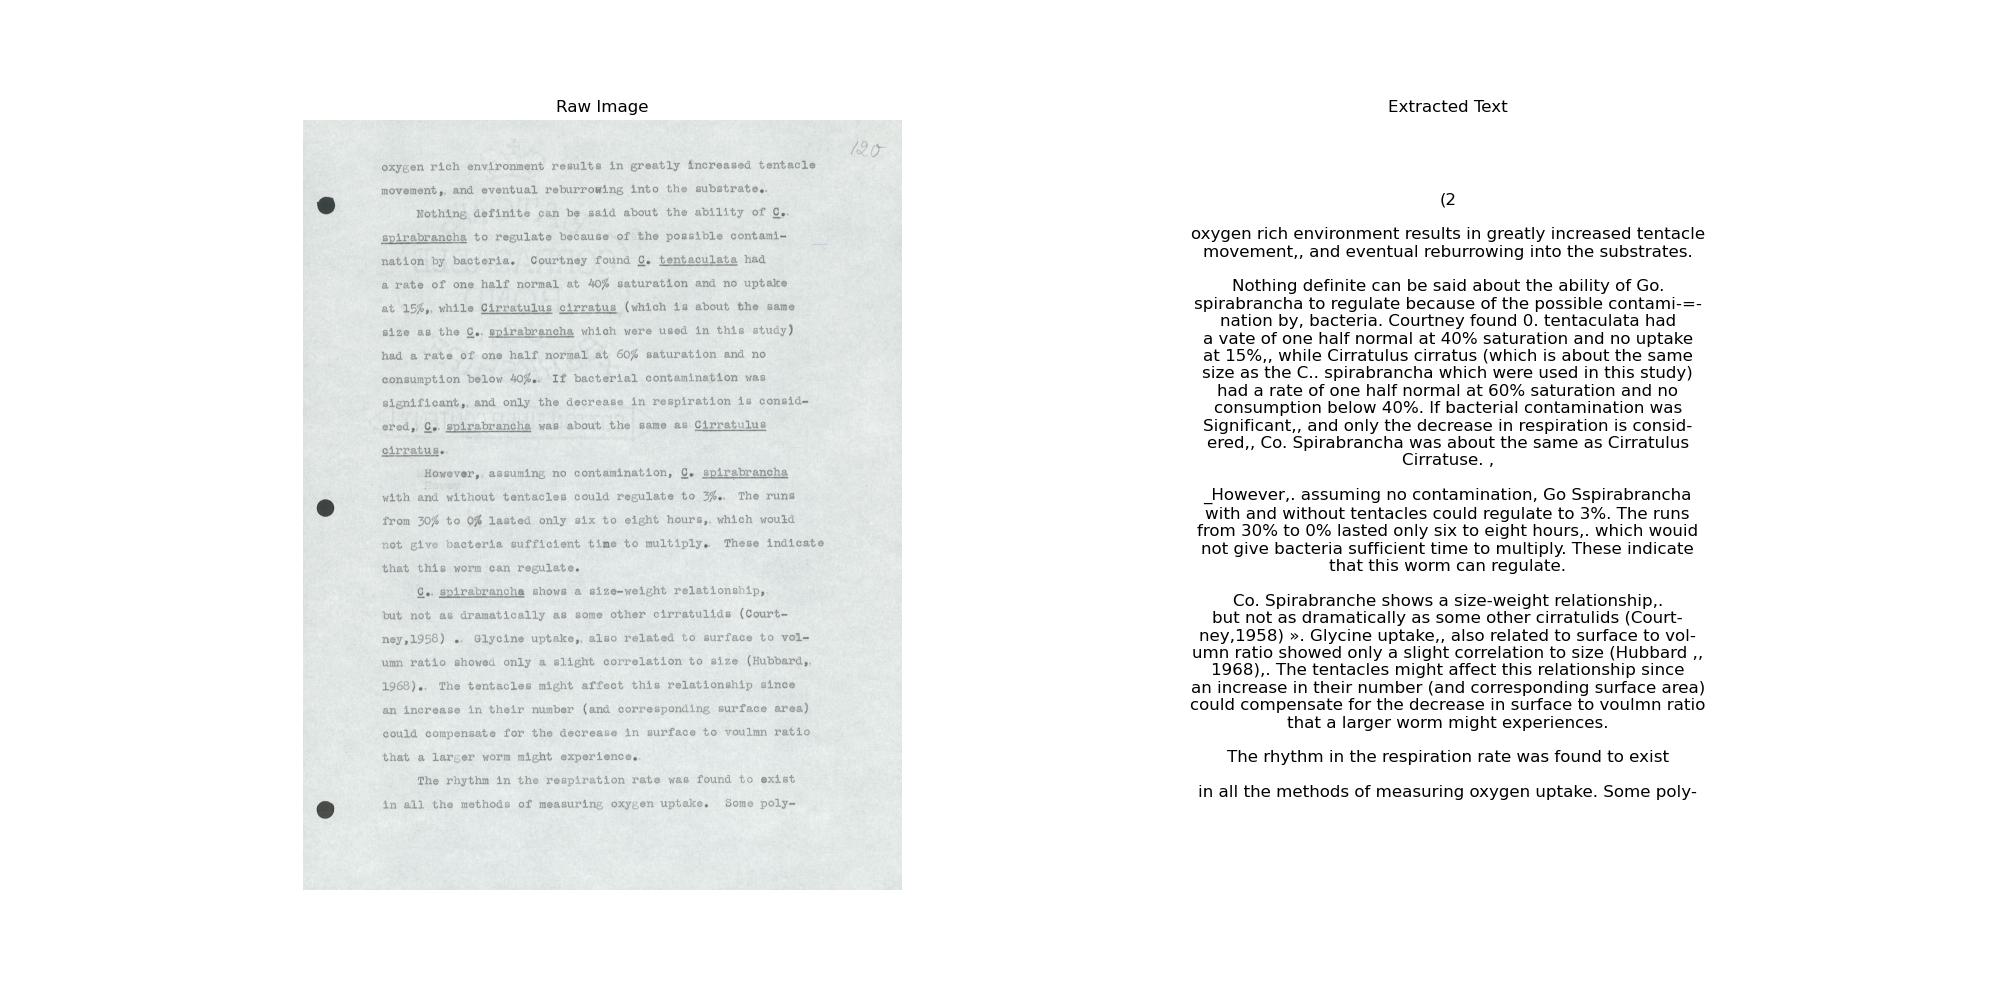 Raw Image
120
oxygen rich environment results in greatly increased tentacle
movement, and eventual reburrowing into the substrate.
Nothing definite can be said about the ability of C.
spirabrancha to regulate because of the possible contami-
nation by bacteria. Courtney found C. tentaculata had
a rate of one half normal at 40% saturation and no uptake
at 15%, while Cirratulus cirratus (which is about the same
size as the C. spirabrancha which were used in this study)
had a rate of one half normal at 60% saturation and no
consumption below 40%. If bacterial contamination was
significant, and only the decrease in respiration is consid-
ered, C. spirabrancha was about the same as Cirratulus
cirratus.
However, assuming no contamination, C. spirabrancha
with and without tentacles could regulate to 3%. The runs
from 30% to 0% lasted only six to eight hours, which would
not give bacteria sufficient time to multiply. These indicate
that this worm can regulate.
C. spirabrancha shows a size-weight relationship,
but not as dramatically as some other cirratulids (Court-
ney,1958) . Glycine uptake, also related to surface to vol-
umn ratio showed only a slight correlation to size (Hubbard,
1968). The tentacles might affect this relationship since
an increase in their number (and corresponding surface area)
could compensate for the decrease in surface to voulmn ratio
that a larger worm might experience.
The rhythm in the respiration rate was found to exist
in all the methods of measuring oxygen uptake. Some poly-
Extracted Text
(2
oxygen rich environment results in greatly increased tentacle
movement,, and eventual reburrowing into the substrates.
Nothing definite can be said about the ability of Go.
spirabrancha to regulate because of the possible contami-=-
nation by, bacteria. Courtney found 0. tentaculata had
a vate of one half normal at 40% saturation and no uptake
at 15%,, while Cirratulus cirratus (which is about the same
size as the C.. spirabrancha which were used in this study)
had a rate of one half normal at 60% saturation and no
consumption below 40%. If bacterial contamination was
Significant,, and only the decrease in respiration is consid-
ered,, Co. Spirabrancha was about the same as Cirratulus
Cirratuse. ,
_However,. assuming no contamination, Go Sspirabrancha
with and without tentacles could regulate to 3%. The runs
from 30% to 0% lasted only six to eight hours,. which wouid
not give bacteria sufficient time to multiply. These indicate
that this worm can regulate.
Co. Spirabranche shows a size-weight relationship,.
but not as dramatically as some other cirratulids (Court-
ney,1958) ». Glycine uptake,, also related to surface to vol-
umn ratio showed only a slight correlation to size (Hubbard ,,
1968),. The tentacles might affect this relationship since
an increase in their number (and corresponding surface area)
could compensate for the decrease in surface to voulmn ratio
that a larger worm might experiences.
The rhythm in the respiration rate was found to exist
in all the methods of measuring oxygen uptake. Some poly-